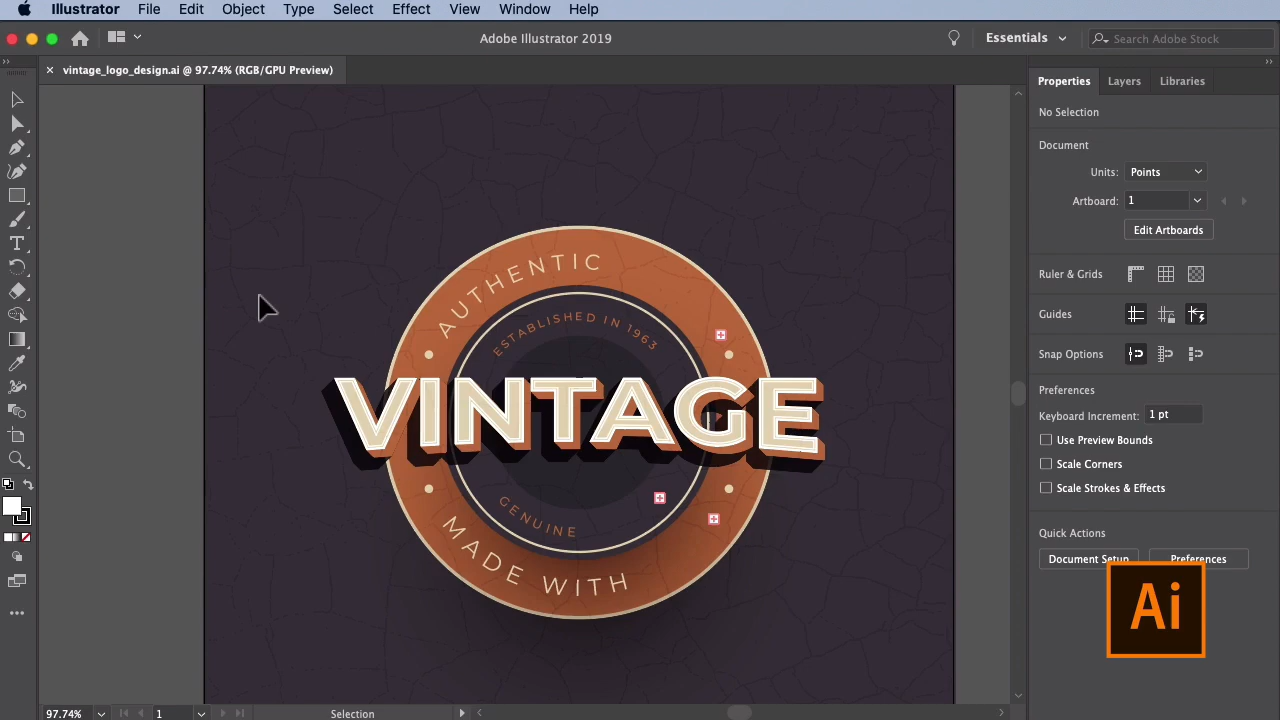 Illustrator File Edit Object Type Select Effect View Window Help
Adobe Illustrator 2019
Essentials
Search Adobe Stock
vintage_logo_design.ai @ 97.74% (RGB/GPU Preview)
Properties Layers Libraries
No Selection
Document
Units: Points
Artboard: 1
Edit Artboards
Ruler & Grids
Guides
Snap Options
Preferences
Keyboard Increment: 1 pt
Use Preview Bounds
Scale Corners
Scale Strokes & Effects
Quick Actions
Document Setup Preferences
Ai
AUTHENTIC
ESTABLISHED IN 1963
VINTAGE
GENUINE
MADE WITH
97.74% 1 Selection